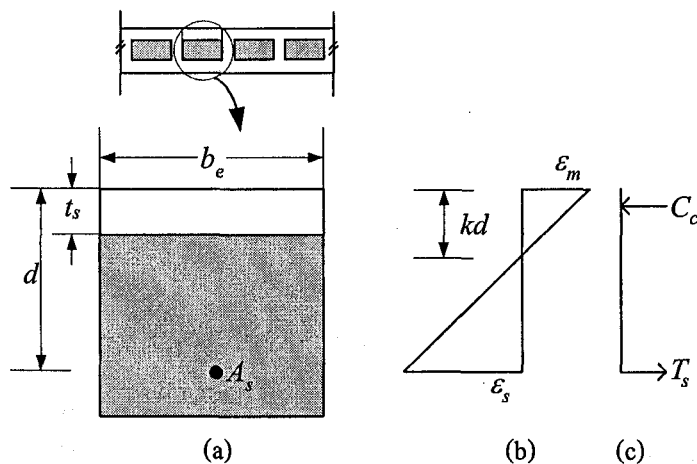 b_e
ε_m
t_s
kd
C_c
d
A_s
ε_s
T_s
(a)
(b)
(c)